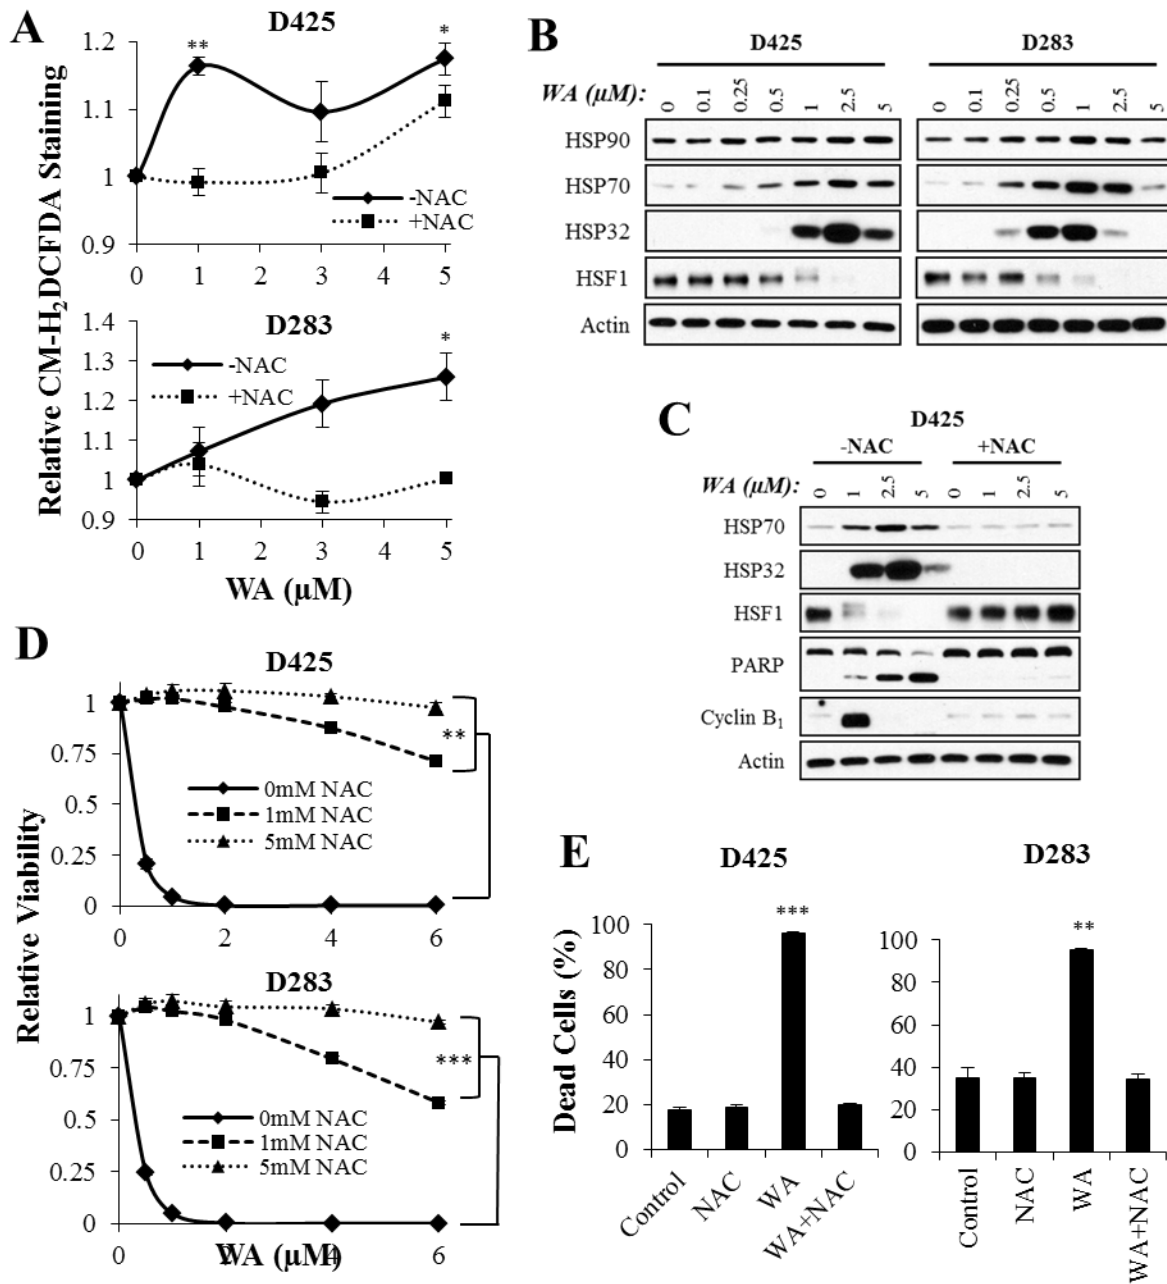 A
D425
Relative CM-H₂DCFDA Staining
1.2
1.1
1
0.9
**
*
-NAC
+NAC
0 1 2 3 4 5
D283
1.4
1.3
1.2
1.1
1
0.9
*
-NAC
+NAC
0 1 2 3 4 5
WA (μM)
B
D425 D283
WA (μM): 0 0.1 0.25 0.5 1 2.5 5 0 0.1 0.25 0.5 1 2.5 5
HSP90
HSP70
HSP32
HSF1
Actin
C
D425
-NAC +NAC
WA (μM): 0 1 2.5 5 0 1 2.5 5
HSP70
HSP32
HSF1
PARP
Cyclin B₁
Actin
D
D425
Relative Viability
1
0.75
0.5
0.25
0
**
0mM NAC
1mM NAC
5mM NAC
0 2 4 6
D283
1
0.75
0.5
0.25
0
***
0mM NAC
1mM NAC
5mM NAC
0 2 4 6
WA (μM)
E
D425
Dead Cells (%)
100
80
60
40
20
0
***
Control NAC WA WA+NAC
D283
100
80
60
40
20
0
**
Control NAC WA WA+NAC